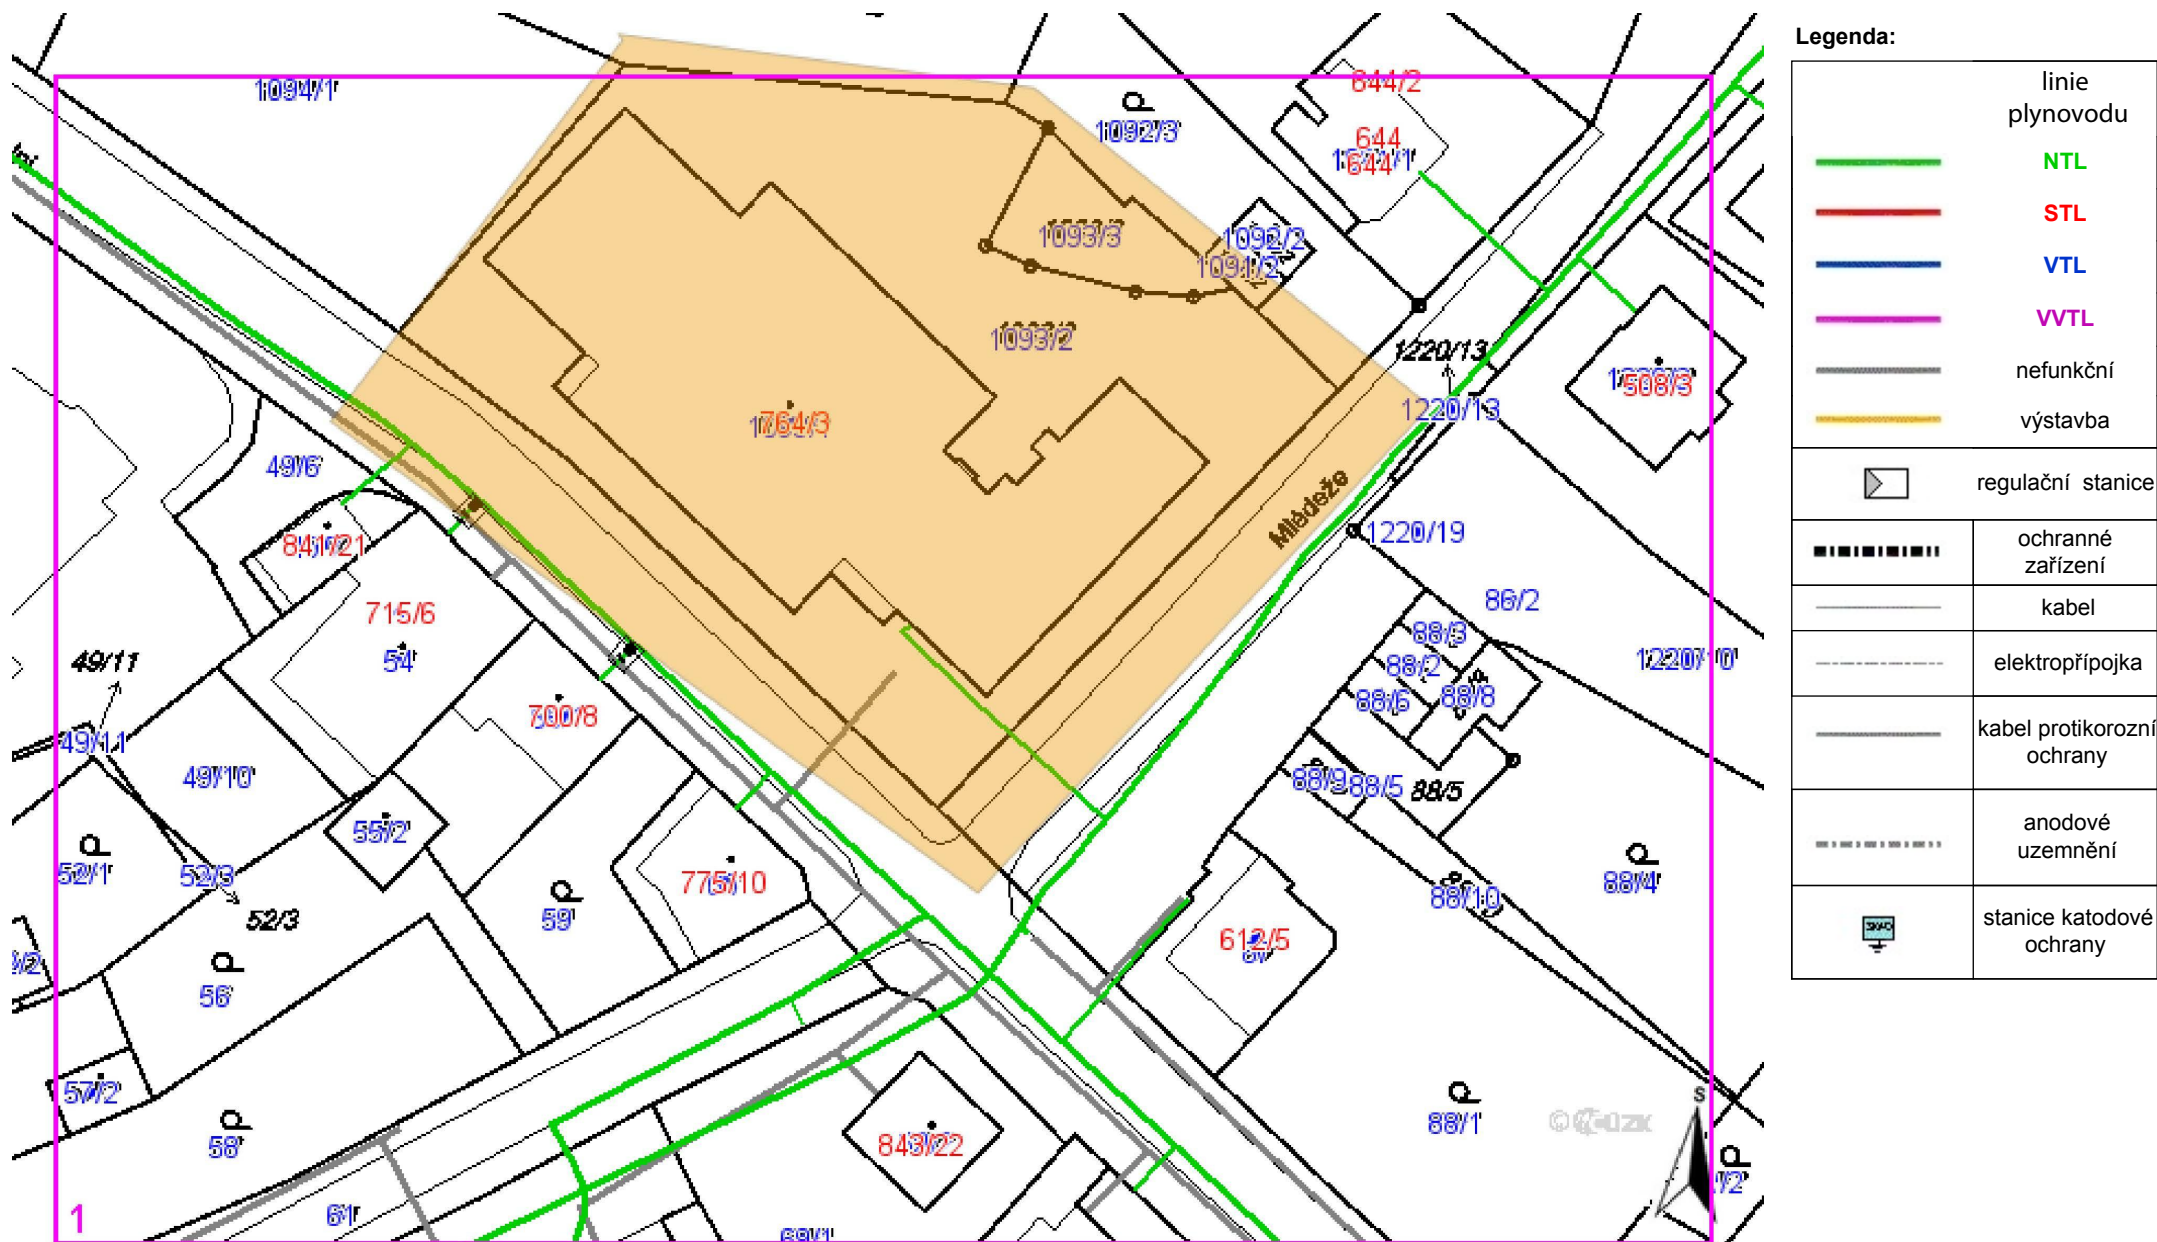 Legenda:
linie
plynovodu
NTL
STL
VTL
VVTL
nefunkční
výstavba
regulační stanice
ochranné
zařízení
kabel
elektropřípojka
kabel protikorozní
ochrany
anodové
uzemnění
stanice katodové
ochrany
1094/1
1092/3
644/2
644
644
1093/3
1092/2
1091/2
1093/2
1220/13
508/3
1220/13
764/3
49/6
Mládeže
1220/19
841/21
715/6
54
86/2
88/3
88/2
88/6
88/8
1220/10
49/11
49/11
700/8
49/10
88/9
88/5
88/5
55/2
52/1
52/3
52/3
59
775/10
88/10
88/4
612/5
56
57/2
58
843/22
88/1
S
61
1